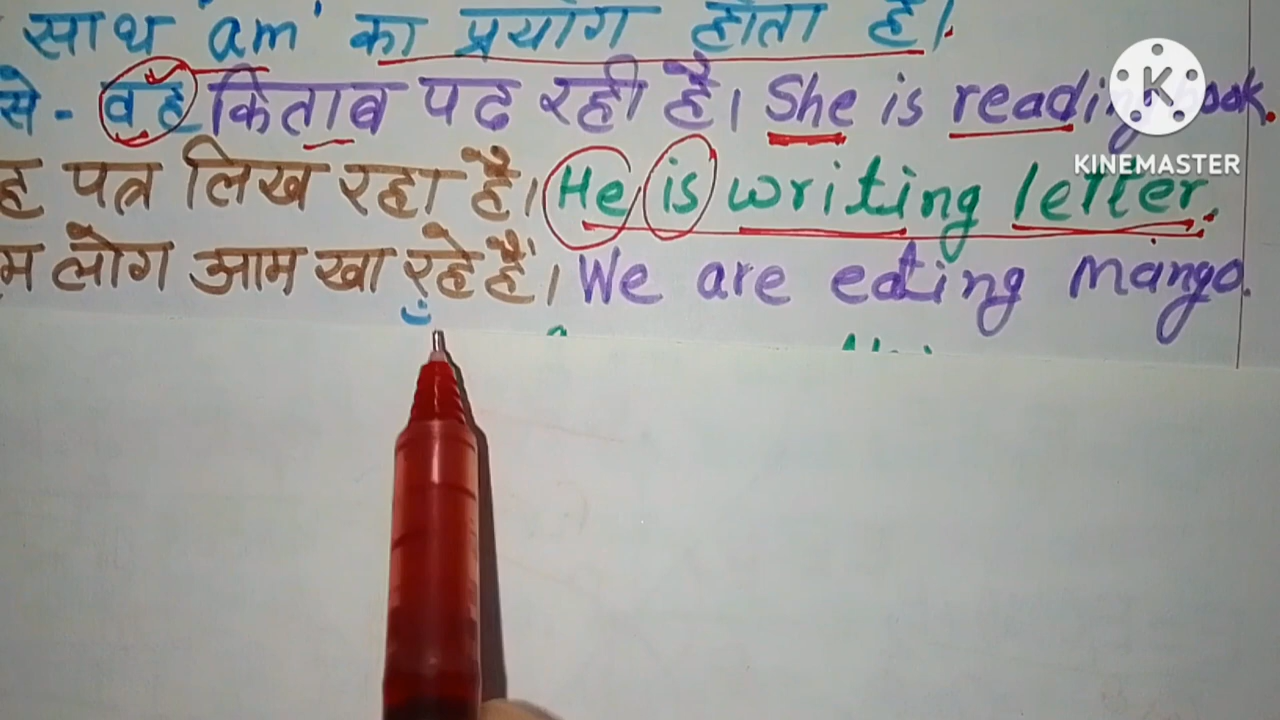 साथ 'am' का प्रयोग होता है।
से - वह किताब पढ रही है। She is reading book.
ह पत्र लिख रहा है। He is writing letter.
म लोग आम खा रहे हैं। We are eating mango.
KINEMASTER